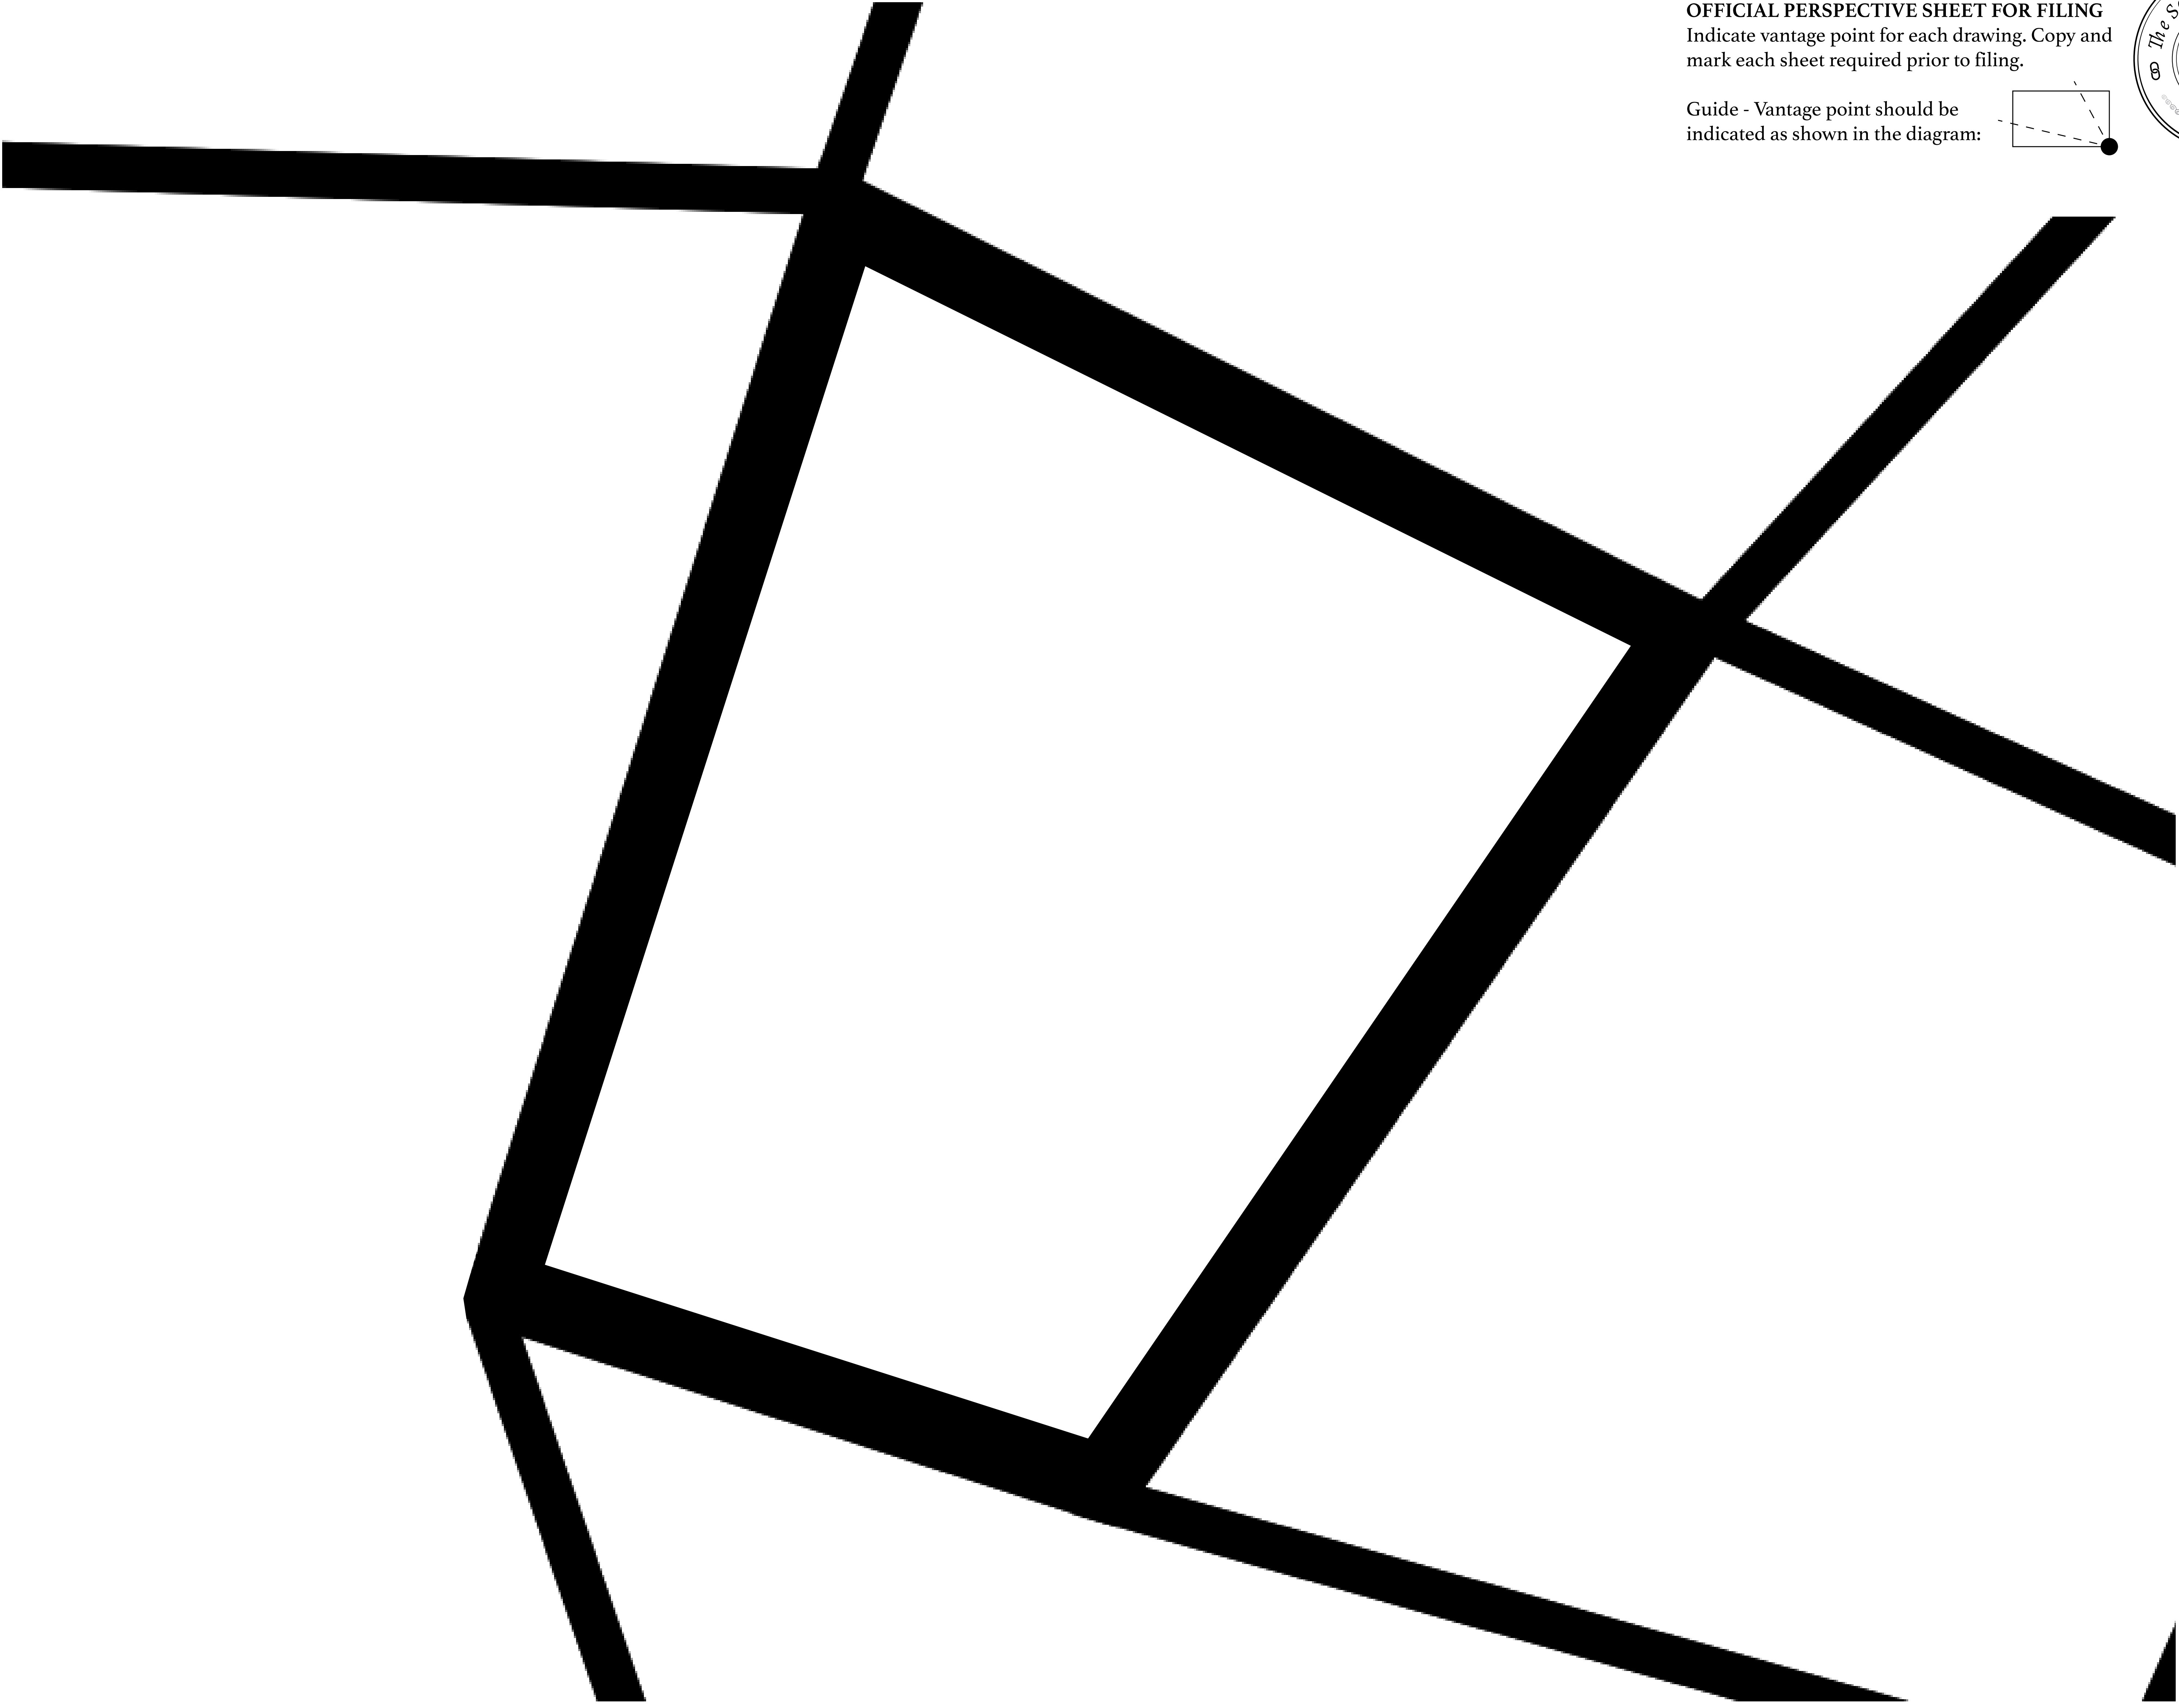 OFFICIAL PERSPECTIVE SHEET FOR FILING
Indicate vantage point for each drawing. Copy and
mark each sheet required prior to filing.
Guide - Vantage point should be
indicated as shown in the diagram:
The